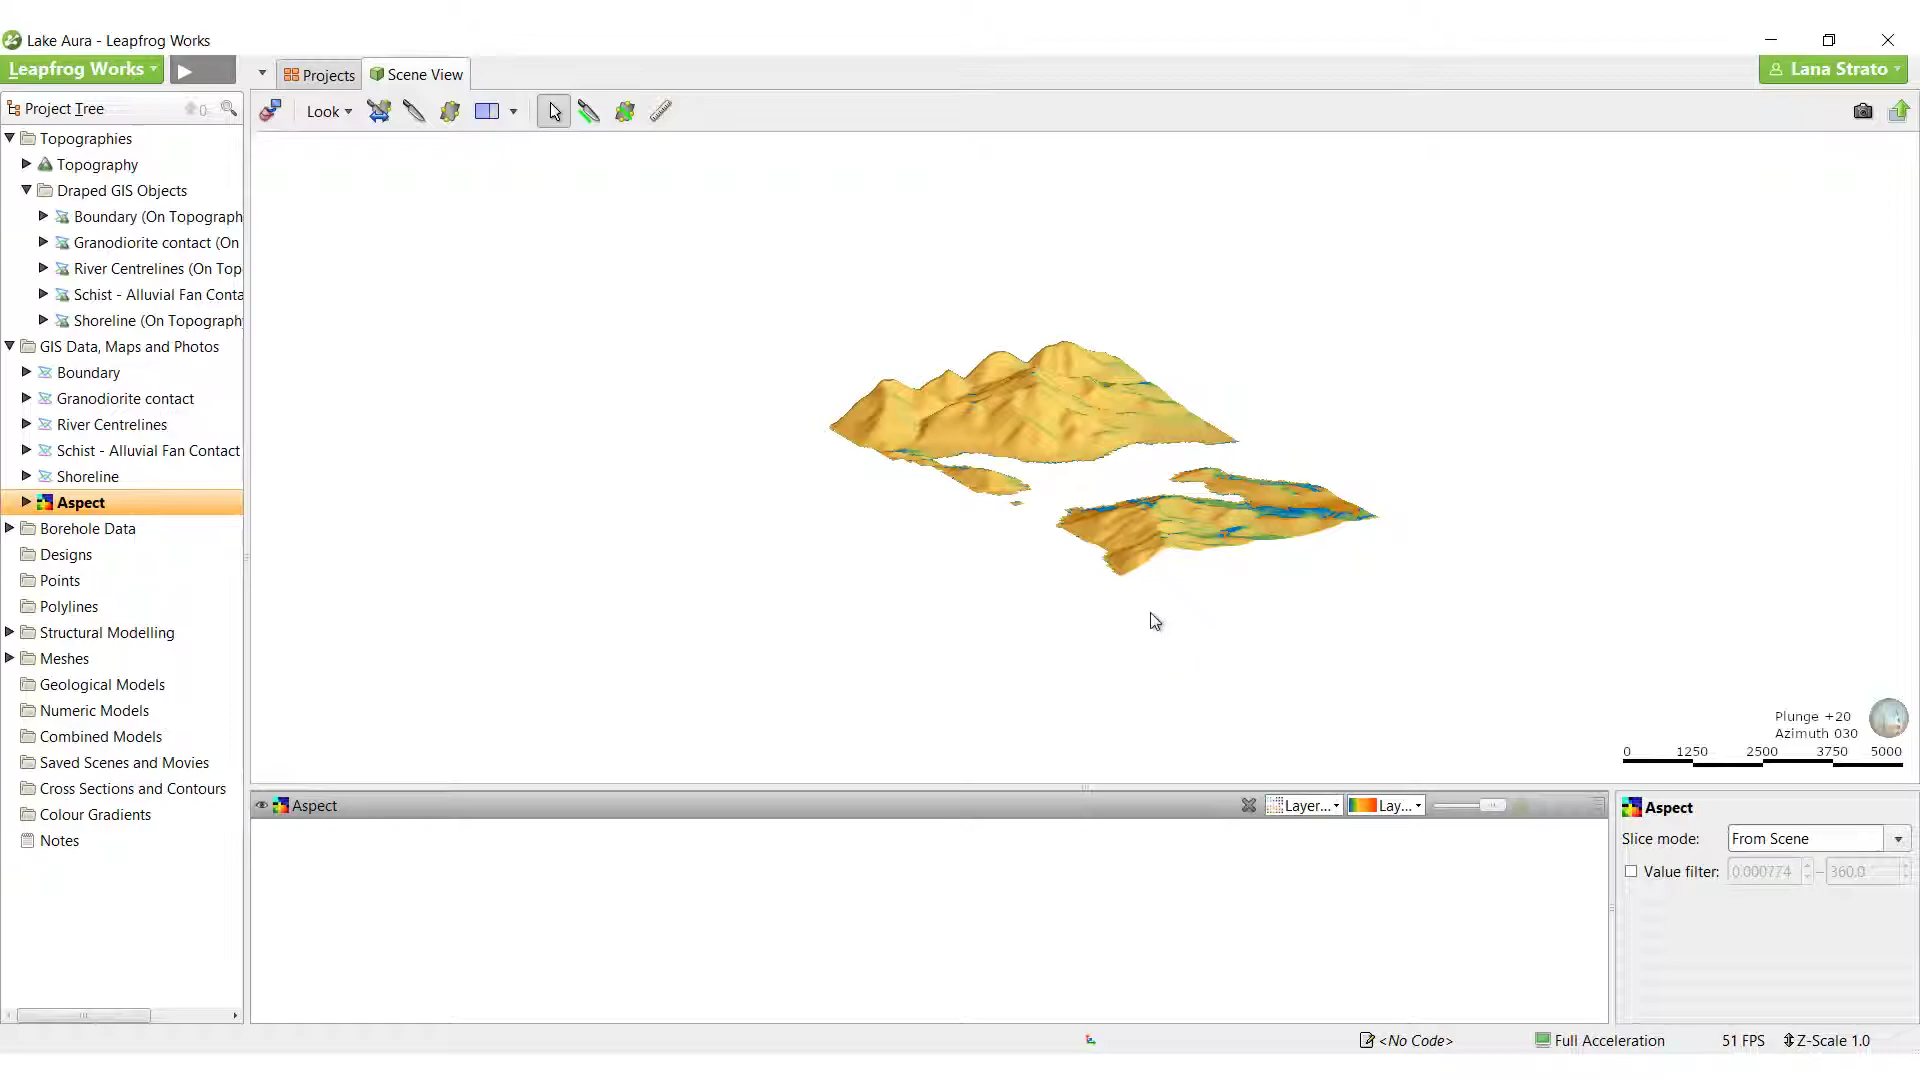 Lake Aura - Leapfrog Works
Leapfrog Works
Projects
Scene View
Lana Strato
Project Tree
0
Look
Topographies
Topography
Draped GIS Objects
Boundary (On Topograph
Granodiorite contact (On
River Centrelines (On Top
Schist - Alluvial Fan Conta
Shoreline (On Topography
GIS Data, Maps and Photos
Boundary
Granodiorite contact
River Centrelines
Schist - Alluvial Fan Contact
Shoreline
Aspect
Borehole Data
Designs
Points
Polylines
Structural Modelling
Meshes
Geological Models
Numeric Models
Combined Models
Saved Scenes and Movies
Cross Sections and Contours
Colour Gradients
Notes
Plunge +20
Azimuth 030
0 1250 2500 3750 5000
Aspect
Layer...
Lay...
Aspect
Slice mode: From Scene
Value filter: 0.000774 – 360.0
<No Code>
Full Acceleration
51 FPS
Z-Scale 1.0